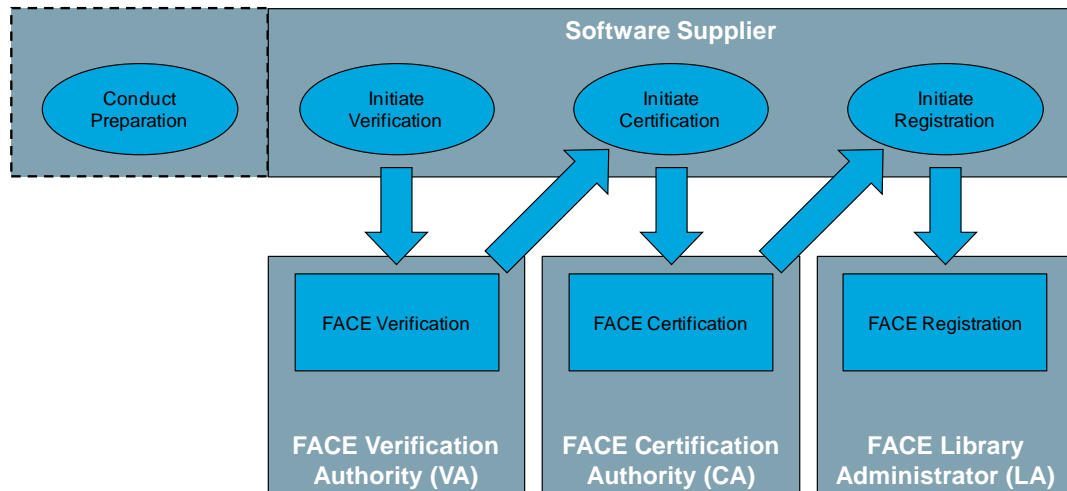 Software Supplier
Conduct
Preparation
Initiate
Verification
Initiate
Certification
Initiate
Registration
FACE Verification
FACE Certification
FACE Registration
FACE Verification
Authority (VA)
FACE Certification
Authority (CA)
FACE Library
Administrator (LA)